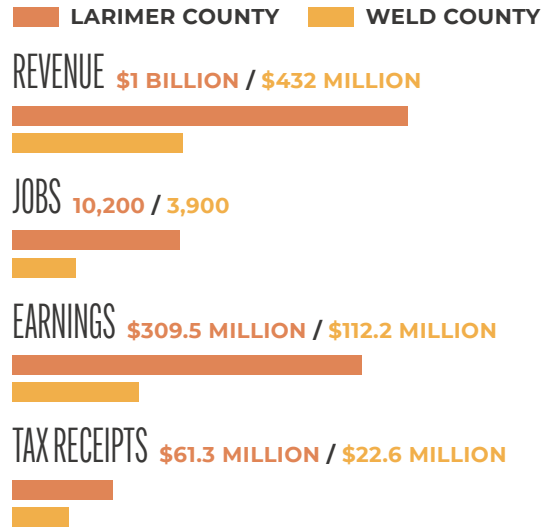 LARIMER COUNTY WELD COUNTY
REVENUE $1 BILLION / $432 MILLION
JOBS 10,200 / 3,900
EARNINGS $309.5 MILLION / $112.2 MILLION
TAX RECEIPTS $61.3 MILLION / $22.6 MILLION